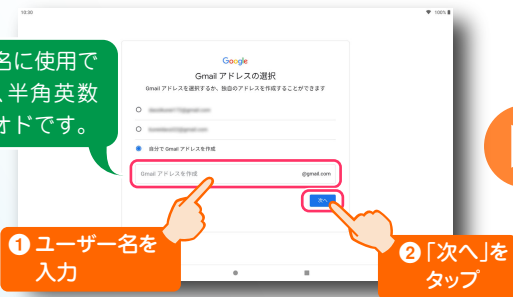 10:30
100%
Google
Gmail アドレスの選択
Gmail アドレスを選択するか、独自のアドレスを作成することができます
自分で Gmail アドレスを作成
Gmail アドレスを作成
@gmail.com
次へ
名に使用で
半角英数
オドです。
1 ユーザー名を
入力
2 「次へ」を
タップ